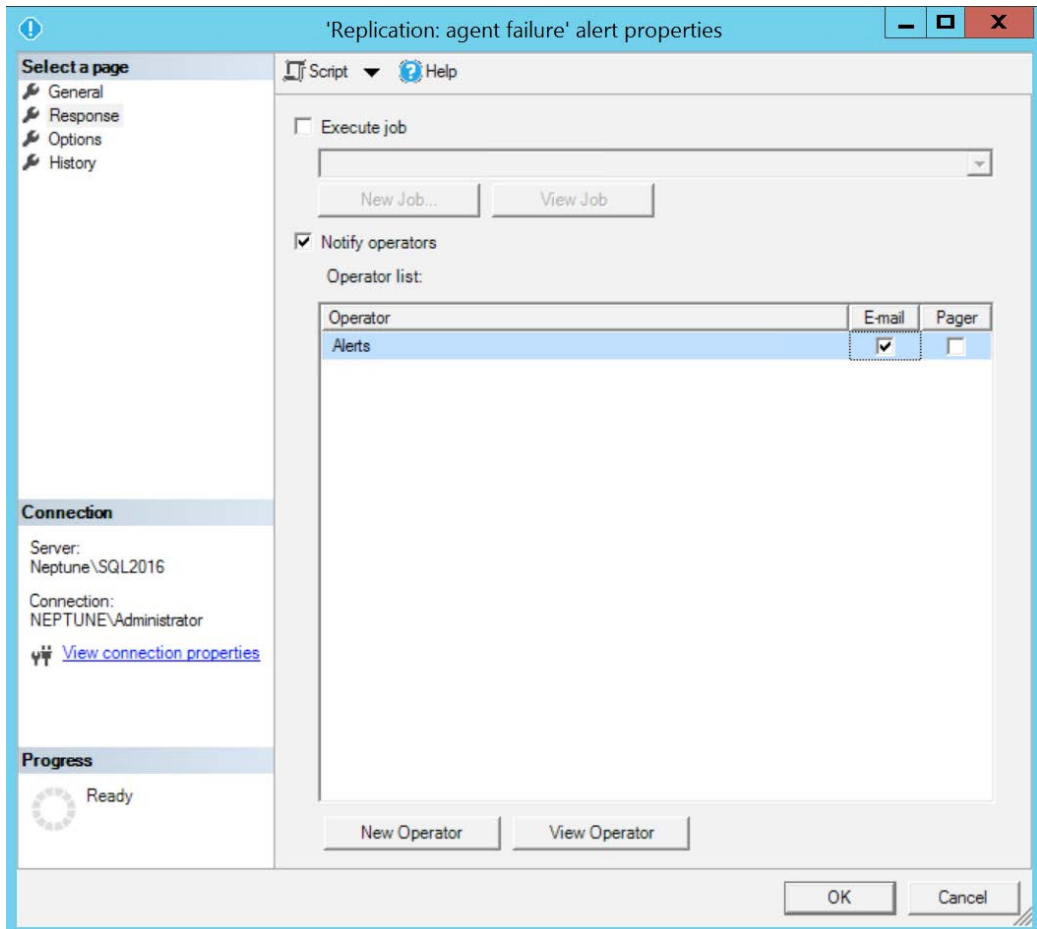 'Replication: agent failure' alert properties
Select a page
General
Response
Options
History
Script
Help
Execute job
New Job...
View Job
Notify operators
Operator list:
Operator
E-mail
Pager
Alerts
Connection
Server:
Neptune\SQL2016
Connection:
NEPTUNE\Administrator
View connection properties
Progress
Ready
New Operator
View Operator
OK
Cancel